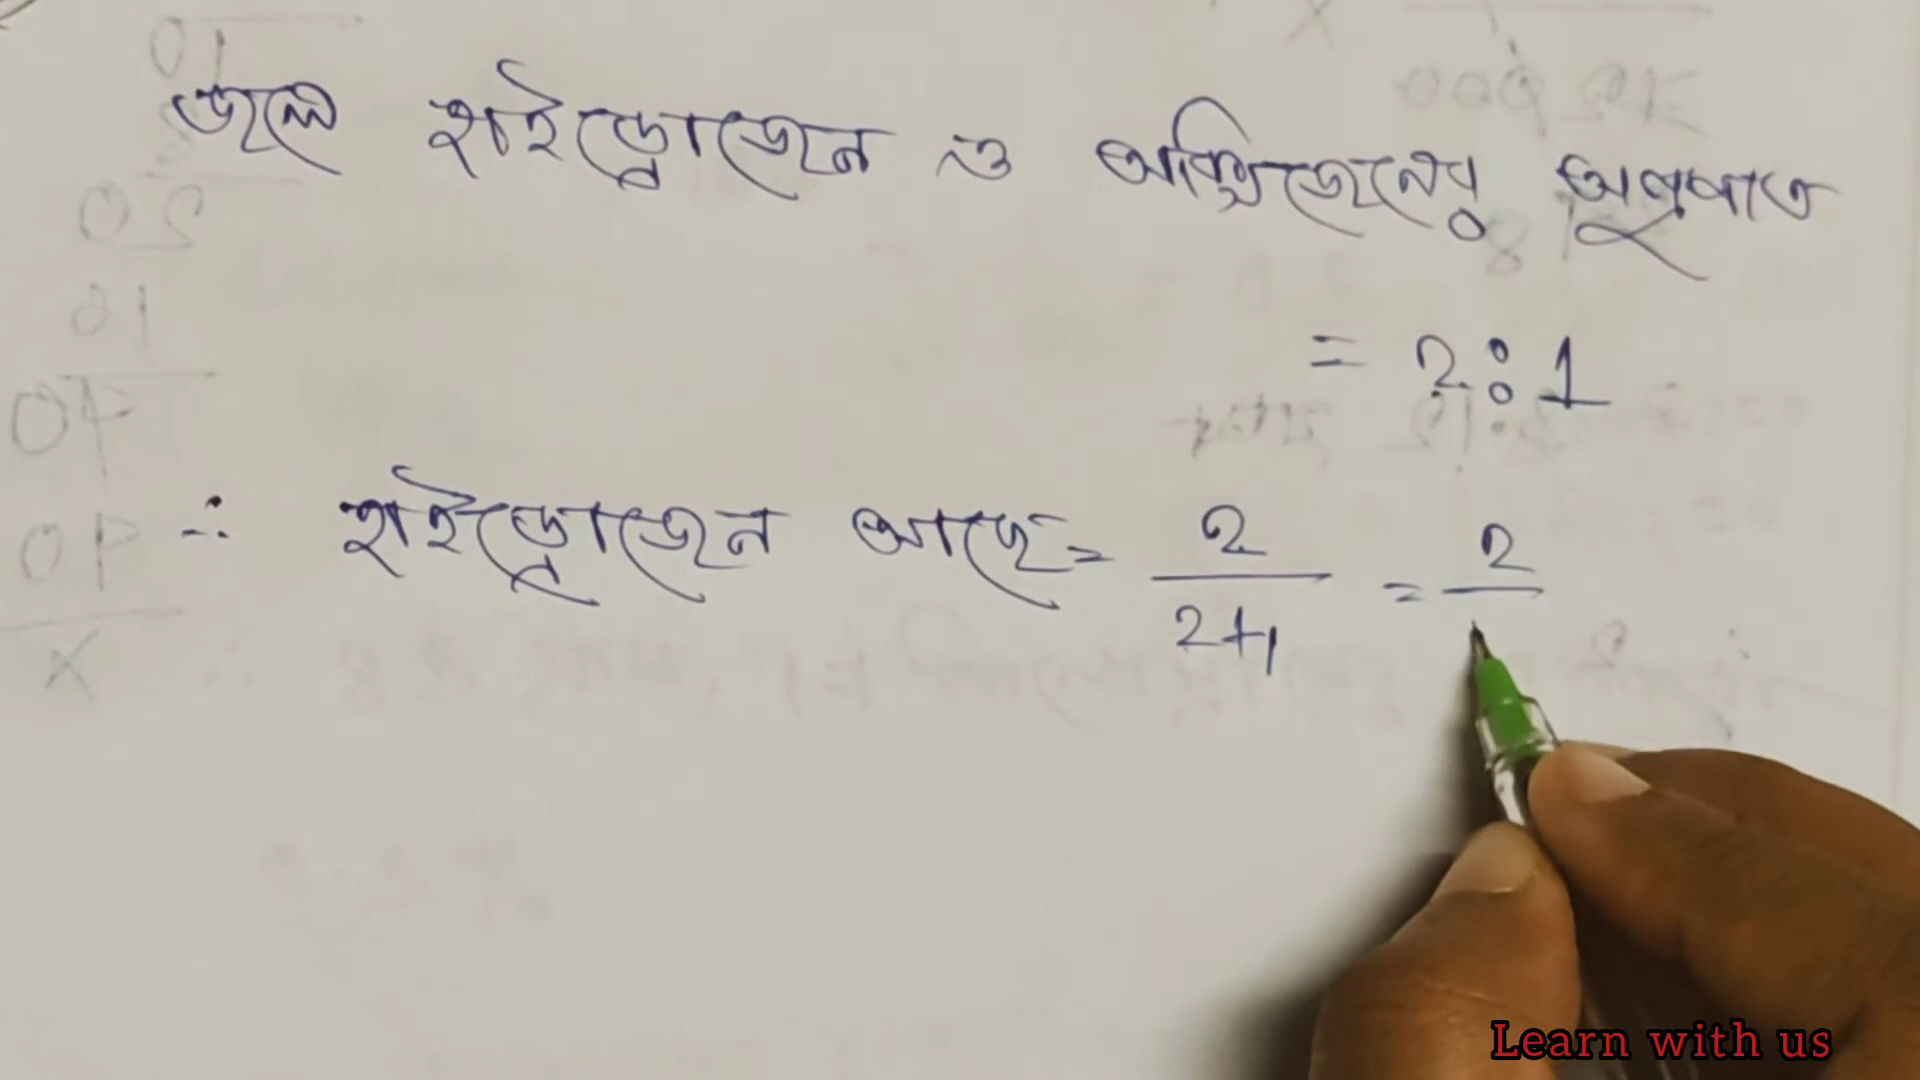 জলে হাইড্রোজেন ও অক্সিজেনের অনুপাত
= 2:1
∴ হাইড্রোজেন আছে = 2/2+1 = 2/
Learn with us